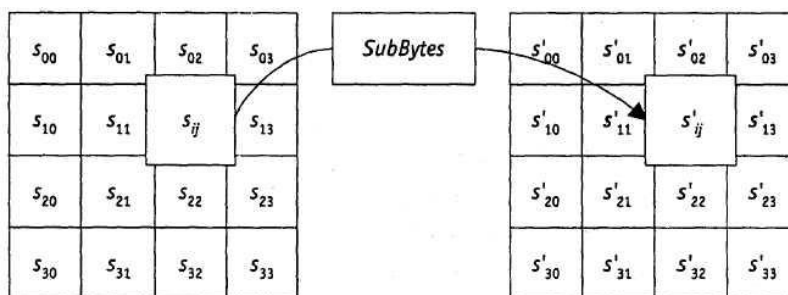 s₀₀ s₀₁ s₀₂ s₀₃ SubBytes s'₀₀ s'₀₁ s'₀₂ s'₀₃
s₁₀ s₁₁ sᵢⱼ s₁₃ s'₁₀ s'₁₁ s'ᵢⱼ s'₁₃
s₂₀ s₂₁ s₂₂ s₂₃ s'₂₀ s'₂₁ s'₂₂ s'₂₃
s₃₀ s₃₁ s₃₂ s₃₃ s'₃₀ s'₃₁ s'₃₂ s'₃₃